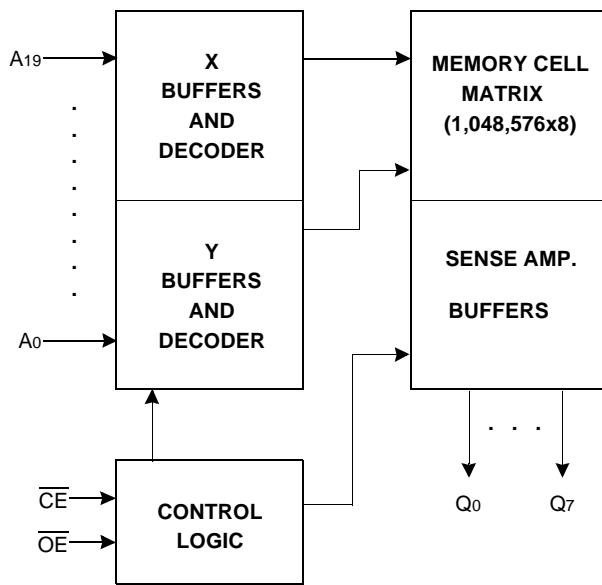 A19
X
BUFFERS
AND
DECODER
MEMORY CELL
MATRIX
(1,048,576x8)
Y
BUFFERS
AND
DECODER
SENSE AMP.
BUFFERS
A0
. . .
Q0
Q7
CE
OE
CONTROL
LOGIC